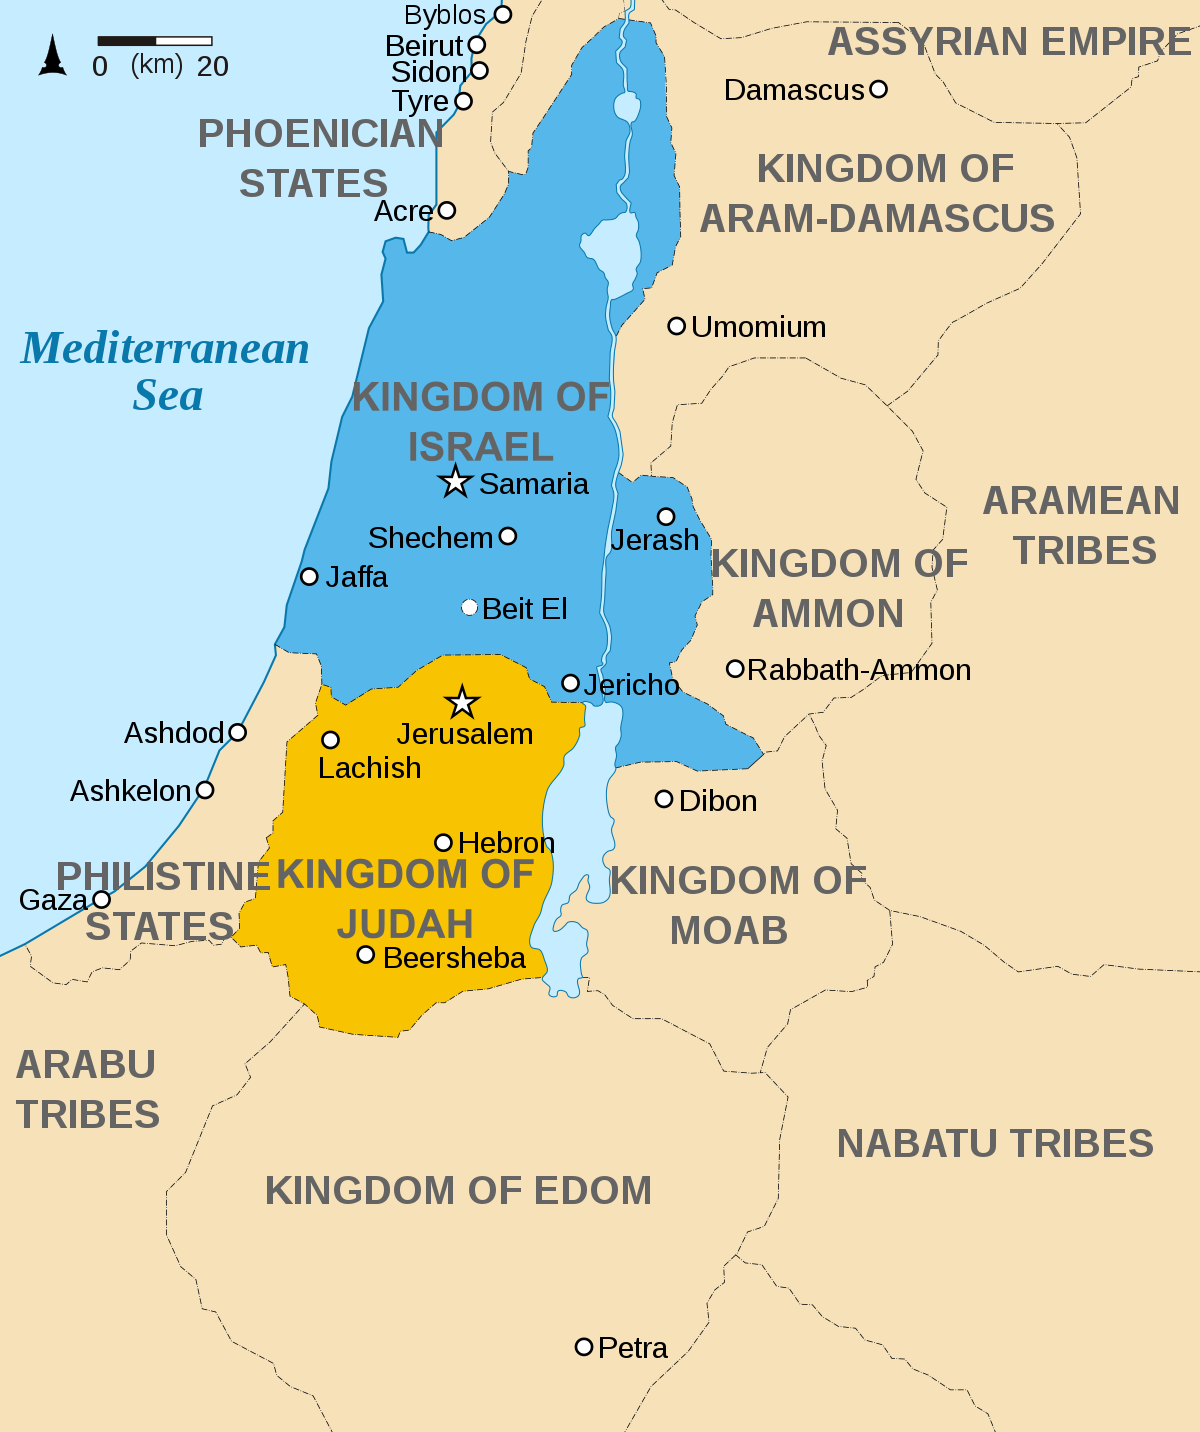 Byblos
Beirut
Sidon
Tyre
0 (km) 20
ASSYRIAN EMPIRE
Damascus
PHOENICIAN
STATES
Acre
KINGDOM OF
ARAM-DAMASCUS
Umomium
Mediterranean
Sea
KINGDOM OF
ISRAEL
Samaria
Shechem
Jerash
Jaffa
Beit El
ARAMEAN
TRIBES
KINGDOM OF
AMMON
Rabbath-Ammon
Jericho
Jerusalem
Ashdod
Lachish
Ashkelon
Dibon
Hebron
PHILISTINE
STATES
Gaza
KINGDOM OF
JUDAH
KINGDOM OF
MOAB
Beersheba
ARABU
TRIBES
NABATU TRIBES
KINGDOM OF EDOM
Petra